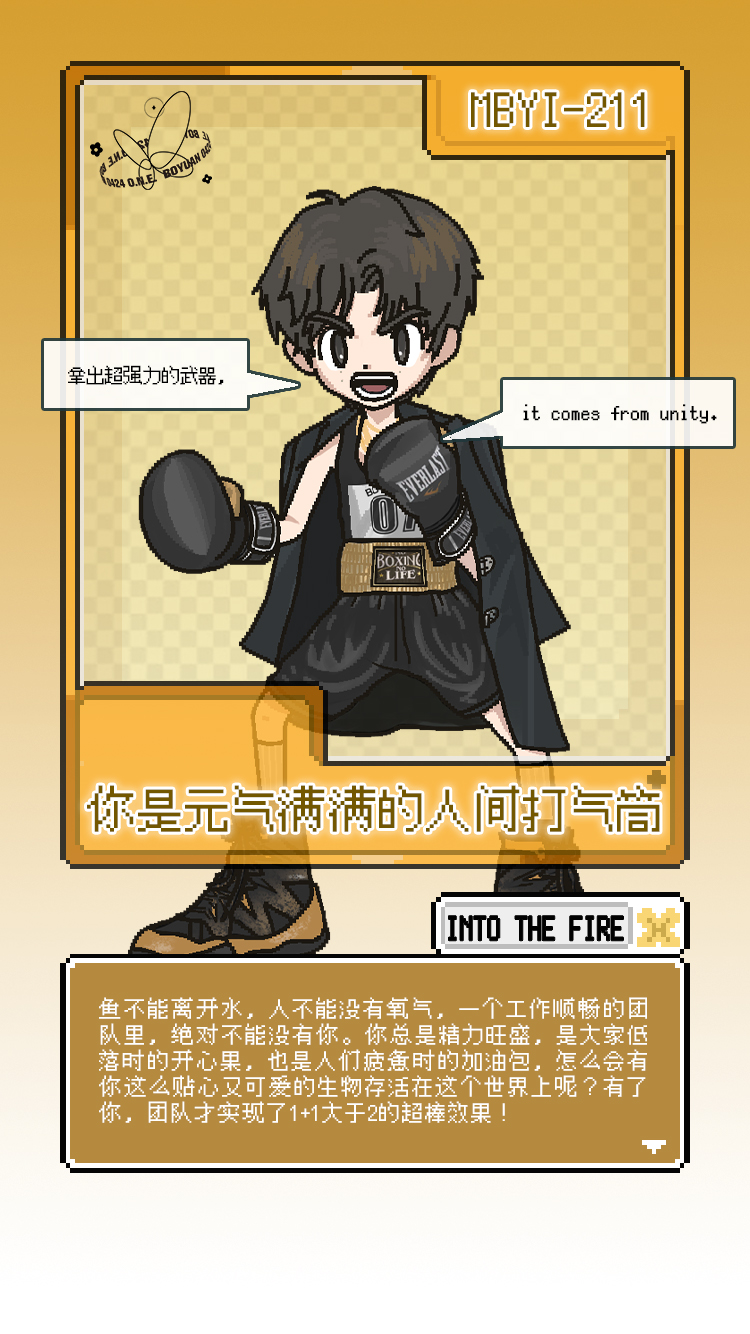 MBYI-211
0424 O.N.E. BOYUAN
拿出超强力的武器,
it comes from unity.
EVERLAST
EVERLAST
07
BOXING
NO
LIFE
你是元气满满的人间打气筒
INTO THE FIRE
鱼不能离开水，人不能没有氧气，一个工作顺畅的团
队里，绝对不能没有你。你总是精力旺盛，是大家低
落时的开心果，也是人们疲惫时的加油包，怎么会有
你这么贴心又可爱的生物存活在这个世界上呢？有了
你，团队才实现了1+1大于2的超棒效果！